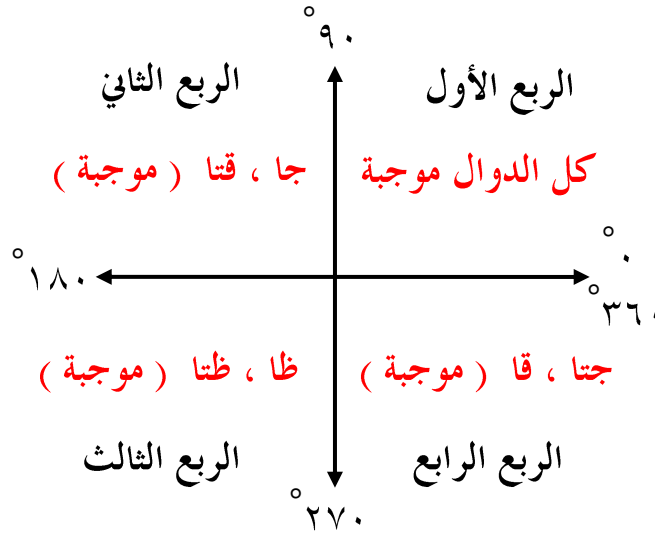 ٩٠°
الربع الأول
الربع الثاني
كل الدوال موجبة
جا ، قتا ( موجبة )
٠°
١٨٠°
٣٦٠°
جتا ، قا ( موجبة )
ظا ، ظتا ( موجبة )
الربع الرابع
الربع الثالث
٢٧٠°